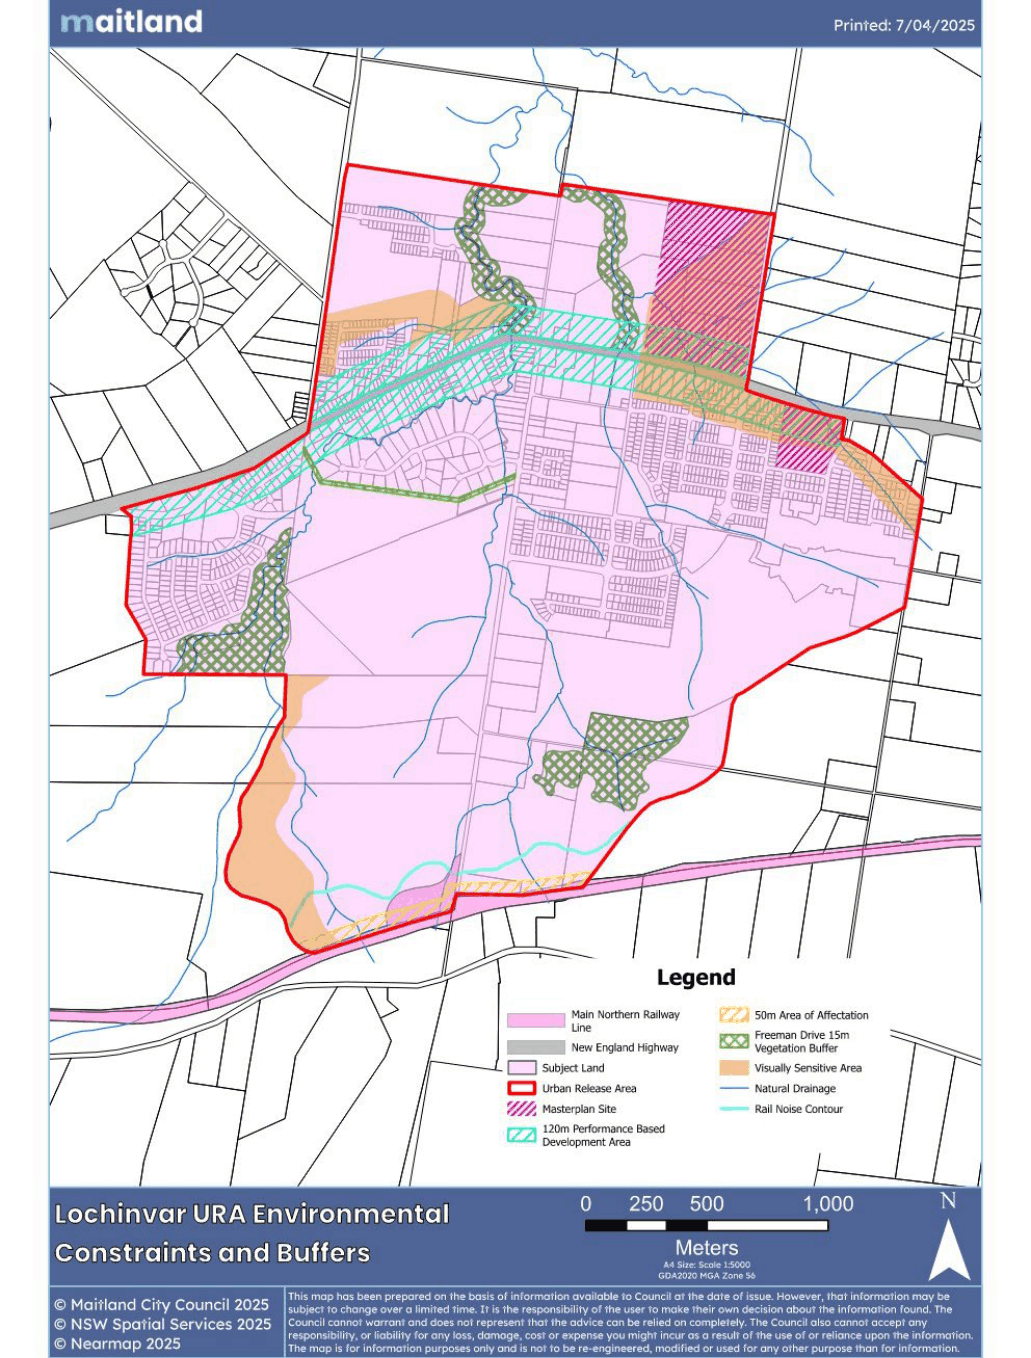 maitland
Printed: 7/04/2025
Legend
Main Northern Railway
Line
New England Highway
Subject Land
Urban Release Area
Masterplan Site
120m Performance Based
Development Area
50m Area of Affectation
Freeman Drive 15m
Vegetation Buffer
Visually Sensitive Area
Natural Drainage
Rail Noise Contour
Lochinvar URA Environmental
Constraints and Buffers
0 250 500 1,000
Meters
A4 Size: Scale 1:5000
GDA2020 MGA Zone 56
N
© Maitland City Council 2025
© NSW Spatial Services 2025
© Nearmap 2025
This map has been prepared on the basis of information available to Council at the date of issue. However, that information may be
subject to change over a limited time. It is the responsibility of the user to make their own decision about the information found. The
Council cannot warrant and does not represent that the advice can be relied on completely. The Council also cannot accept any
responsibility, or liability for any loss, damage, cost or expense you might incur as a result of the use of or reliance upon the information.
The map is for information purposes only and is not to be re-engineered, modified or used for any other purpose than for information.